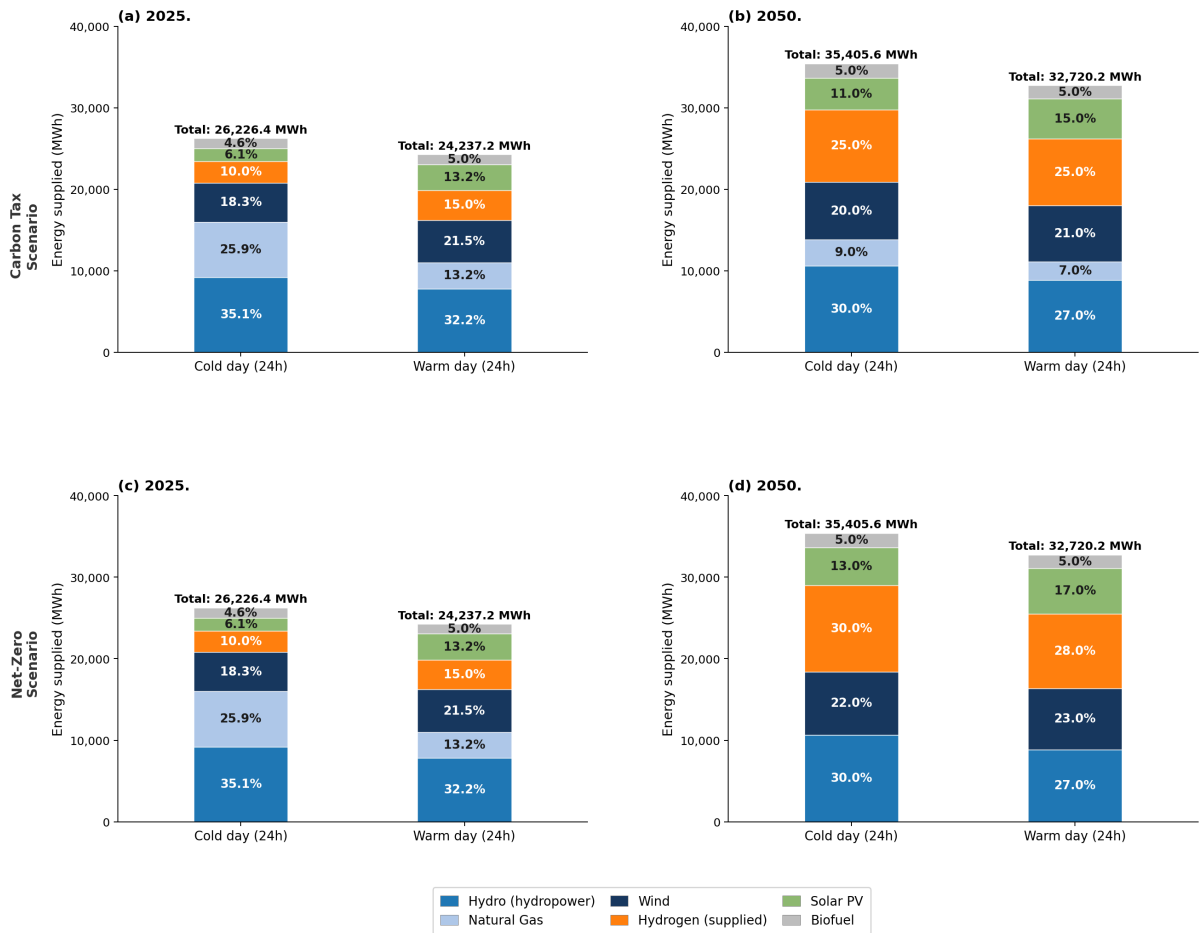 (a) 2025.
Carbon Tax
Scenario
Energy supplied (MWh)
40,000
30,000
20,000
10,000
0
Total: 26,226.4 MWh
4.6%
6.1%
10.0%
18.3%
25.9%
35.1%
Cold day (24h)
Total: 24,237.2 MWh
5.0%
13.2%
15.0%
21.5%
13.2%
32.2%
Warm day (24h)
(b) 2050.
Energy supplied (MWh)
40,000
30,000
20,000
10,000
0
Total: 35,405.6 MWh
5.0%
11.0%
25.0%
20.0%
9.0%
30.0%
Cold day (24h)
Total: 32,720.2 MWh
5.0%
15.0%
25.0%
21.0%
7.0%
27.0%
Warm day (24h)
(c) 2025.
Net-Zero
Scenario
Energy supplied (MWh)
40,000
30,000
20,000
10,000
0
Total: 26,226.4 MWh
4.6%
6.1%
10.0%
18.3%
25.9%
35.1%
Cold day (24h)
Total: 24,237.2 MWh
5.0%
13.2%
15.0%
21.5%
13.2%
32.2%
Warm day (24h)
(d) 2050.
Energy supplied (MWh)
40,000
30,000
20,000
10,000
0
Total: 35,405.6 MWh
5.0%
13.0%
30.0%
22.0%
30.0%
Cold day (24h)
Total: 32,720.2 MWh
5.0%
17.0%
28.0%
23.0%
27.0%
Warm day (24h)
Hydro (hydropower)
Natural Gas
Wind
Hydrogen (supplied)
Solar PV
Biofuel